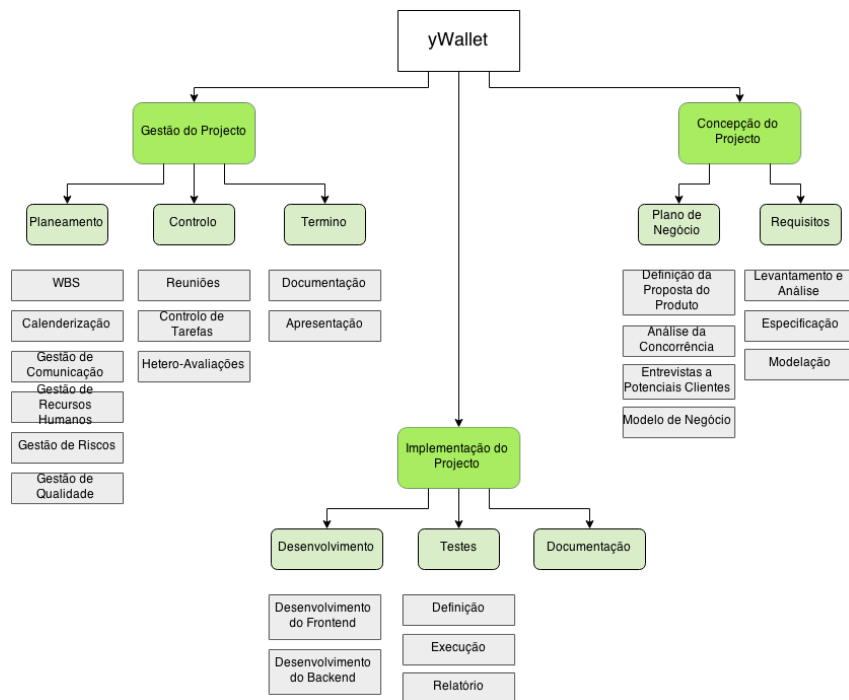 yWallet
Gestão do Projecto
Concepção do
Projecto
Planeamento
Controlo
Termino
Plano de
Negócio
Requisitos
WBS
Calenderização
Gestão de
Comunicação
Gestão de
Recursos
Humanos
Gestão de Riscos
Gestão de
Qualidade
Reuniões
Controlo de
Tarefas
Hetero-Avaliações
Documentação
Apresentação
Definição da
Proposta do
Produto
Análise da
Concorrência
Entrevistas a
Potenciais Clientes
Modelo de Negócio
Levantamento e
Análise
Especificação
Modelação
Implementação do
Projecto
Desenvolvimento
Testes
Documentação
Desenvolvimento
do Frontend
Desenvolvimento
do Backend
Definição
Execução
Relatório